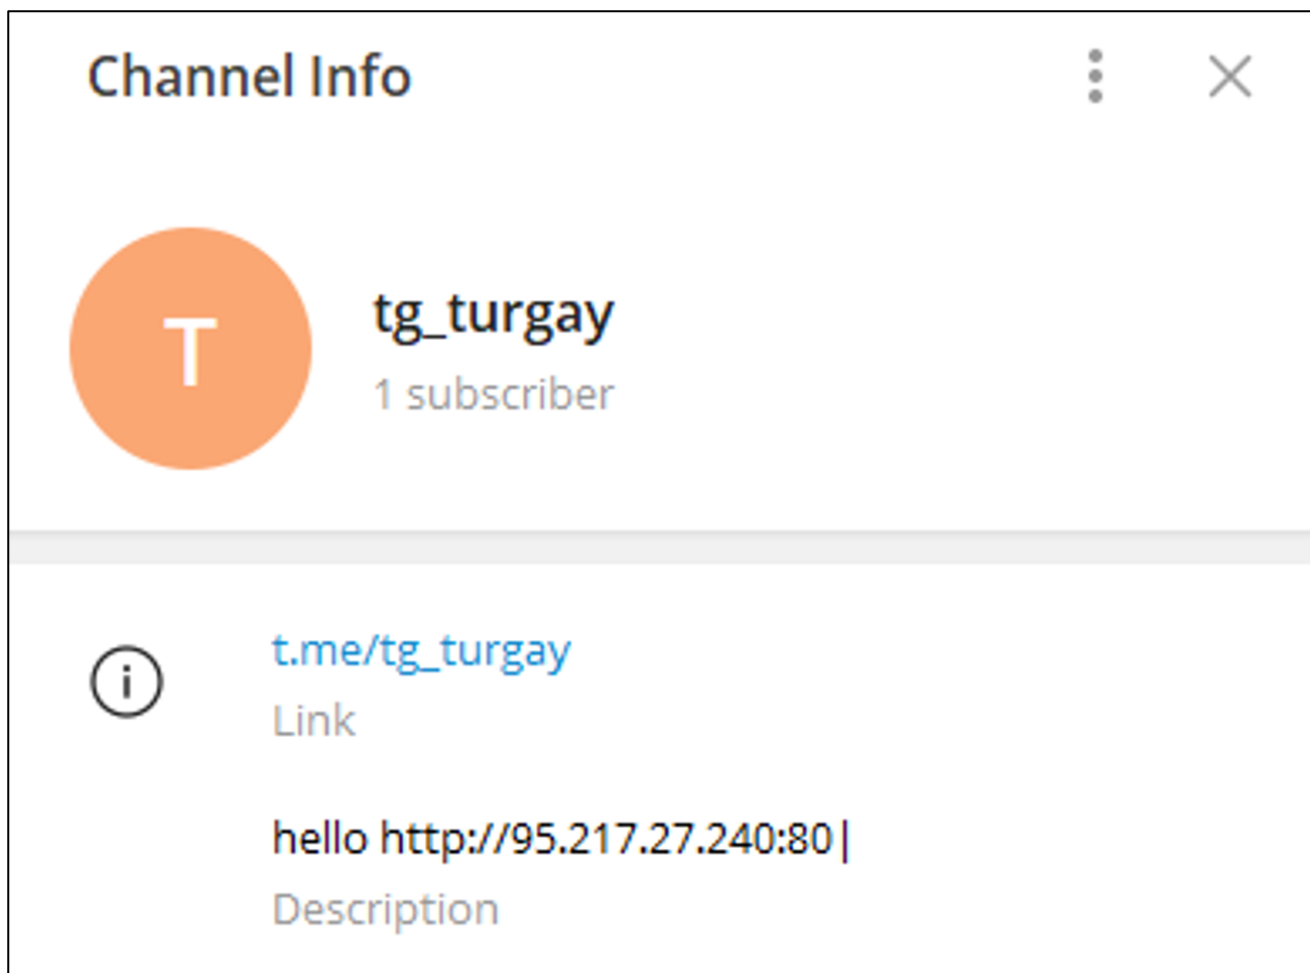 Channel Info
T
tg_turgay
1 subscriber
t.me/tg_turgay
Link
hello http://95.217.27.240:80|
Description